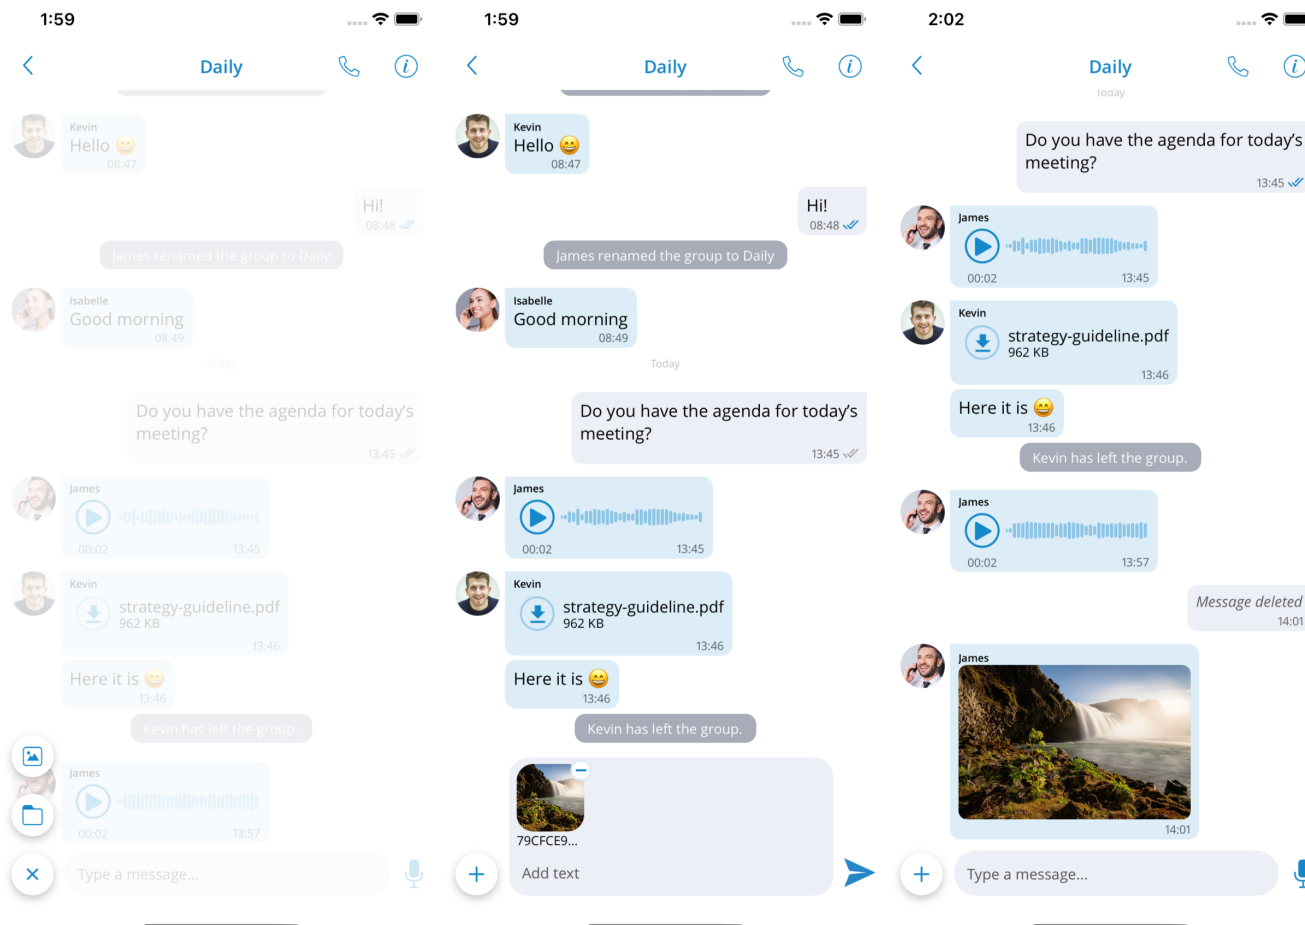 1:59
Daily
Kevin
Hello 😄
08:47
Hi!
08:48
James renamed the group to Daily
Isabelle
Good morning
08:49
Today
Do you have the agenda for today's
meeting?
13:45
James
00:02
13:45
Kevin
strategy-guideline.pdf
962 KB
13:46
Here it is 😄
13:46
Kevin has left the group.
James
00:02
13:57
Type a message...
1:59
Daily
Kevin
Hello 😄
08:47
Hi!
08:48
James renamed the group to Daily
Isabelle
Good morning
08:49
Today
Do you have the agenda for today's
meeting?
13:45
James
00:02
13:45
Kevin
strategy-guideline.pdf
962 KB
13:46
Here it is 😄
13:46
Kevin has left the group.
79CFCE9...
Add text
2:02
Daily
Today
Do you have the agenda for today's
meeting?
13:45
James
00:02
13:45
Kevin
strategy-guideline.pdf
962 KB
13:46
Here it is 😄
13:46
Kevin has left the group.
James
00:02
13:57
Message deleted
14:01
James
14:01
Type a message...